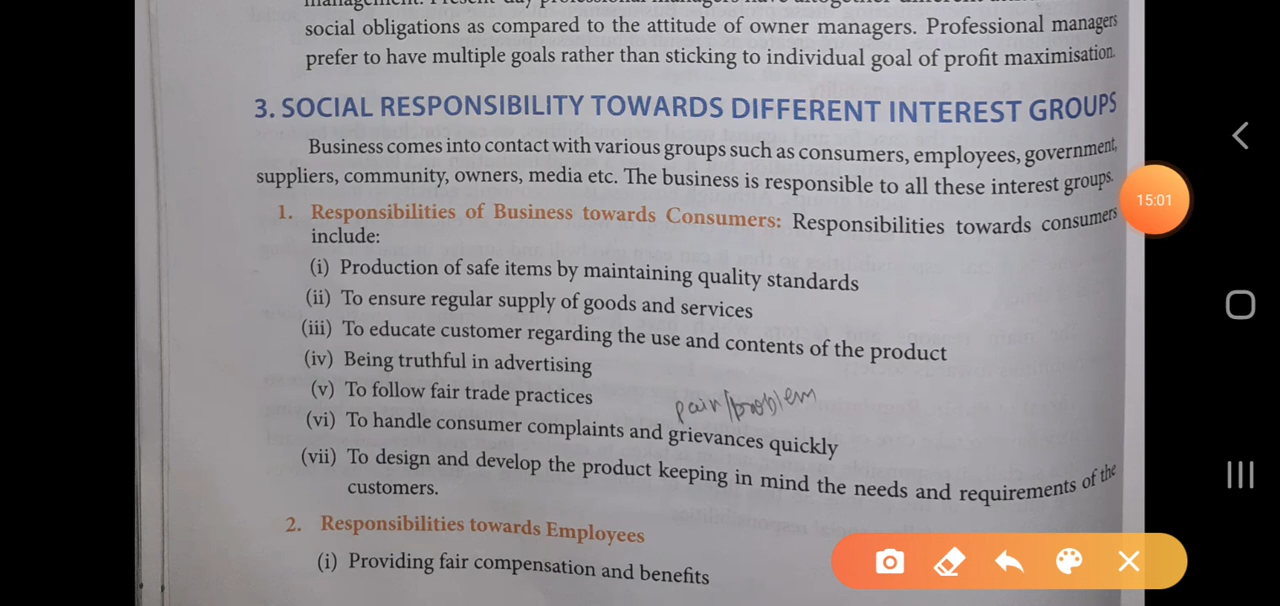 social obligations as compared to the attitude of owner managers. Professional managers
prefer to have multiple goals rather than sticking to individual goal of profit maximisation.
3. SOCIAL RESPONSIBILITY TOWARDS DIFFERENT INTEREST GROUPS
Business comes into contact with various groups such as consumers, employees, government,
suppliers, community, owners, media etc. The business is responsible to all these interest groups.
1. Responsibilities of Business towards Consumers: Responsibilities towards consumers
include:
(i) Production of safe items by maintaining quality standards
(ii) To ensure regular supply of goods and services
(iii) To educate customer regarding the use and contents of the product
(iv) Being truthful in advertising
(v) To follow fair trade practices
pain/problem
(vi) To handle consumer complaints and grievances quickly
(vii) To design and develop the product keeping in mind the needs and requirements of the
customers.
2. Responsibilities towards Employees
(i) Providing fair compensation and benefits
15:01